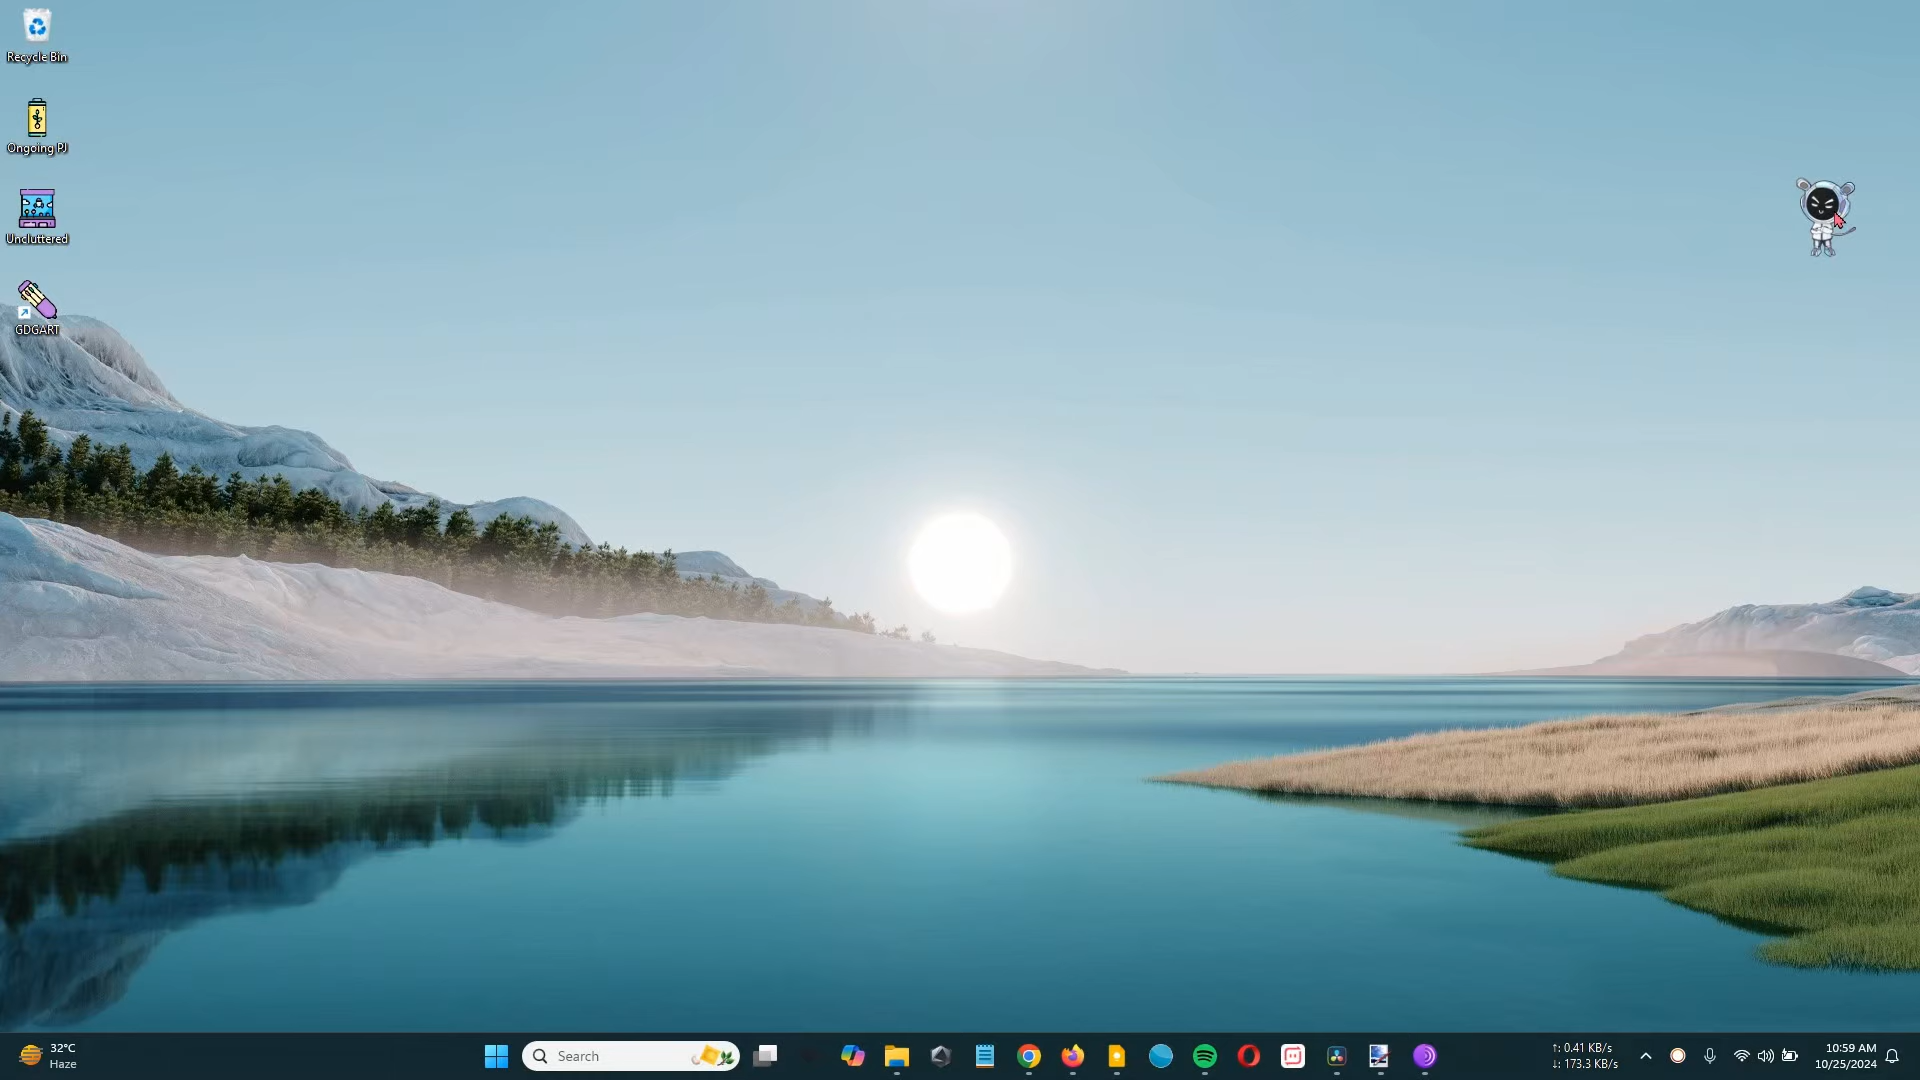 Recycle Bin
Ongoing PJ
Uncluttered
GDGART
32°C
Haze
Search
↑: 0.41 KB/s
↓: 173.3 KB/s
10:59 AM
10/25/2024